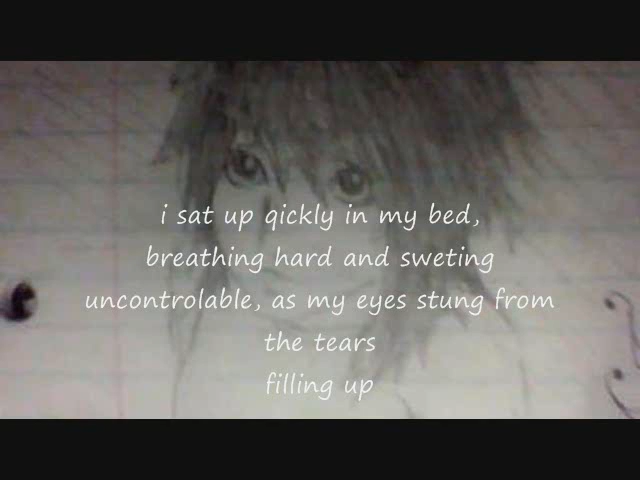 i sat up qickly in my bed,
breathing hard and sweting
uncontrolable, as my eyes stung from
the tears
filling up